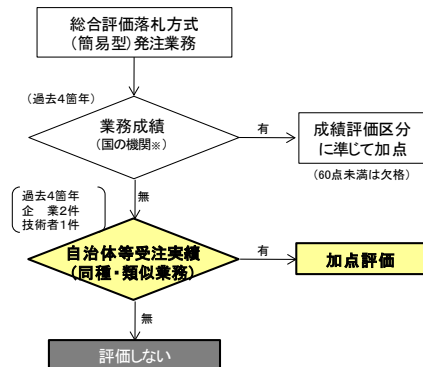 総合評価落札方式
(簡易型)発注業務
(過去4箇年)
業務成績
(国の機関※)
有
成績評価区分
に準じて加点
(60点未満は欠格)
無
過去4箇年
企　業2件
技術者1件
自治体等受注実績
(同種・類似業務)
有
加点評価
無
評価しない